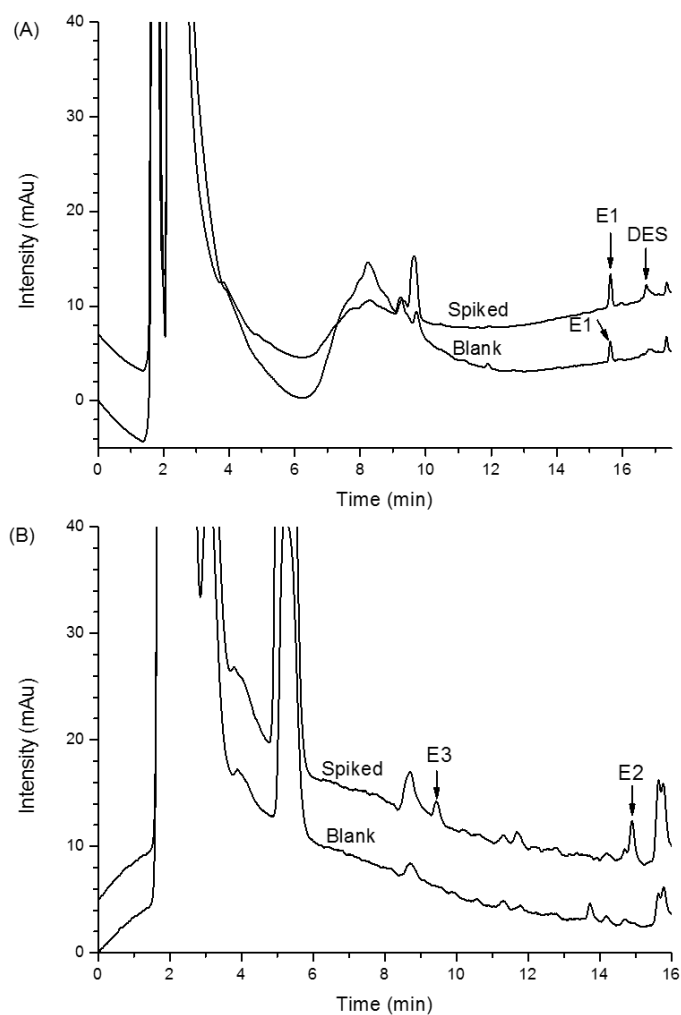 (A)
40
30
20
10
0
Intensity (mAu)
E1
DES
Spiked
E1
Blank
0 2 4 6 8 10 12 14 16
Time (min)
(B)
40
30
20
10
0
Intensity (mAu)
E3
Spiked
E2
Blank
0 2 4 6 8 10 12 14 16
Time (min)